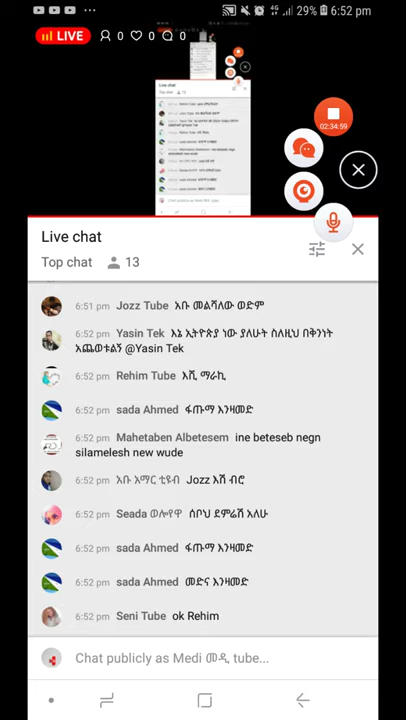 29% 6:52 pm
LIVE 0 0 0
02:34:59
Live chat
Top chat 13
6:51 pm Jozz Tube አቡ መልሻለው ወድም
6:52 pm Yasin Tek እኔ ኢትዮጵያ ነው ያለሁት ስለዚህ በቅንነት
አጨወቱልኝ @Yasin Tek
6:52 pm Rehim Tube እሺ ማራኪ
6:52 pm sada Ahmed ፋጡማ እንዛመድ
6:52 pm Mahetaben Albetesem ine beteseb negn
silamelesh new wude
6:52 pm አቡ አማር ቲዩብ Jozz እሽ ብሮ
6:52 pm Seada ወሎየዋ ሰቦህ ደምሬሽ አለሁ
6:52 pm sada Ahmed ፋጡማ እንዛመድ
6:52 pm sada Ahmed መድና እንዛመድ
6:52 pm Seni Tube ok Rehim
Chat publicly as Medi መዲ tube...